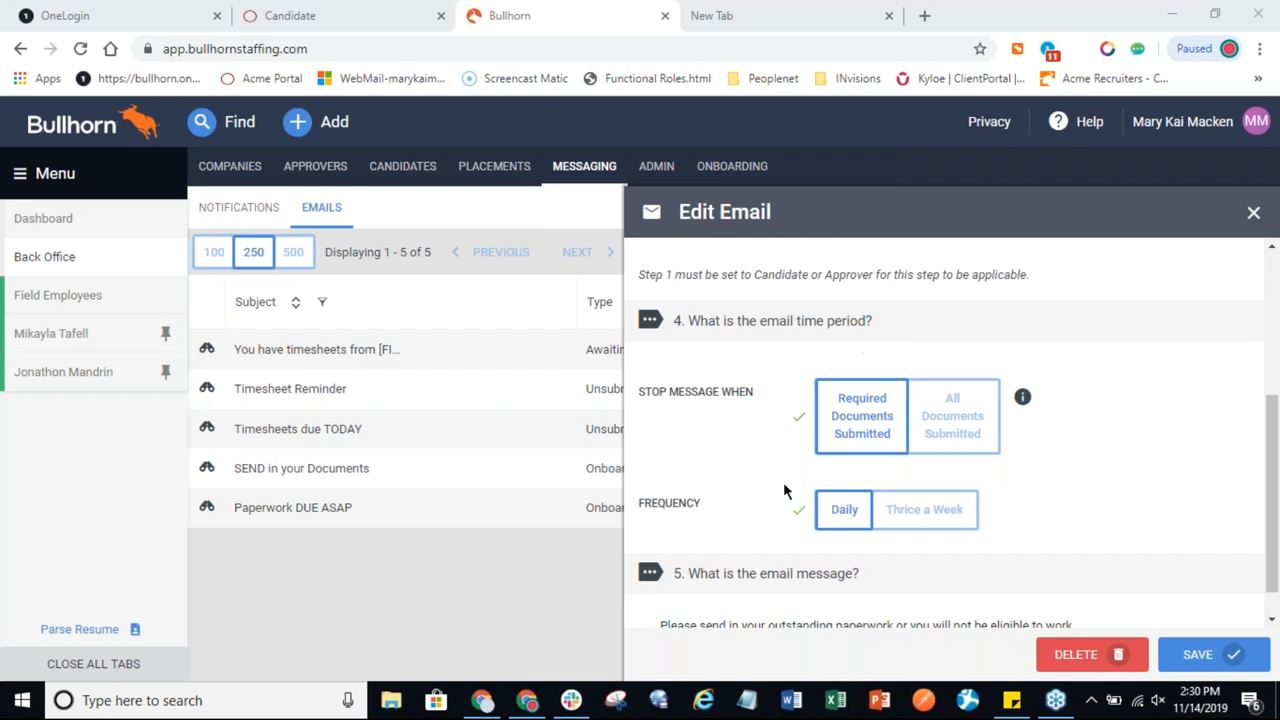 OneLogin
Candidate
Bullhorn
New Tab
app.bullhornstaffing.com
11
Paused
Apps
https://bullhorn.on...
Acme Portal
WebMail-marykaim...
Screencast Matic
Functional Roles.html
Peoplenet
INvisions
Kyloe | ClientPortal |...
Acme Recruiters - C...
»
Bullhorn
Find
Add
Privacy
Help
Mary Kai Macken
MM
Menu
COMPANIES
APPROVERS
CANDIDATES
PLACEMENTS
MESSAGING
ADMIN
ONBOARDING
Dashboard
Back Office
Field Employees
Mikayla Tafell
Jonathon Mandrin
Parse Resume
CLOSE ALL TABS
NOTIFICATIONS
EMAILS
100
250
500
Displaying 1 - 5 of 5
PREVIOUS
NEXT
Subject
Type
You have timesheets from [FI...
Awaitin
Timesheet Reminder
Unsubr
Timesheets due TODAY
Unsubr
SEND in your Documents
Onboa
Paperwork DUE ASAP
Onboa
Edit Email
Step 1 must be set to Candidate or Approver for this step to be applicable.
4. What is the email time period?
STOP MESSAGE WHEN
Required
Documents
Submitted
All
Documents
Submitted
FREQUENCY
Daily
Thrice a Week
5. What is the email message?
Please send in your outstanding paperwork or you will not be eligible to work
DELETE
SAVE
Type here to search
2:30 PM
11/14/2019
6